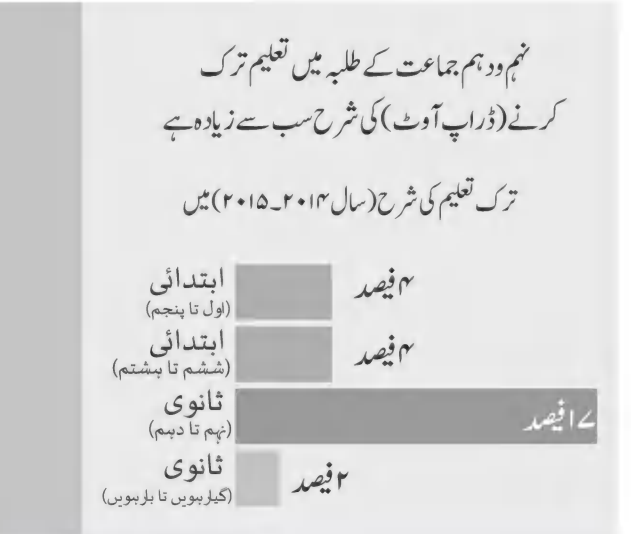 نہم ودہم جماعت کے طلبہ میں تعلیم ترک
کرنے (ڈراپ آوٹ) کی شرح سب سے زیادہ ہے
ترک تعلیم کی شرح (سال ۲۰۱۴۔۲۰۱۵) میں
ابتدائی
(اول تا پنجم)
۴ فیصد
ابتدائی
(ششم تا ہشتم)
۴ فیصد
ثانوی
(نہم تا دہم)
۱۷ فیصد
ثانوی
(گیارہویں تا بارہویں)
۲ فیصد